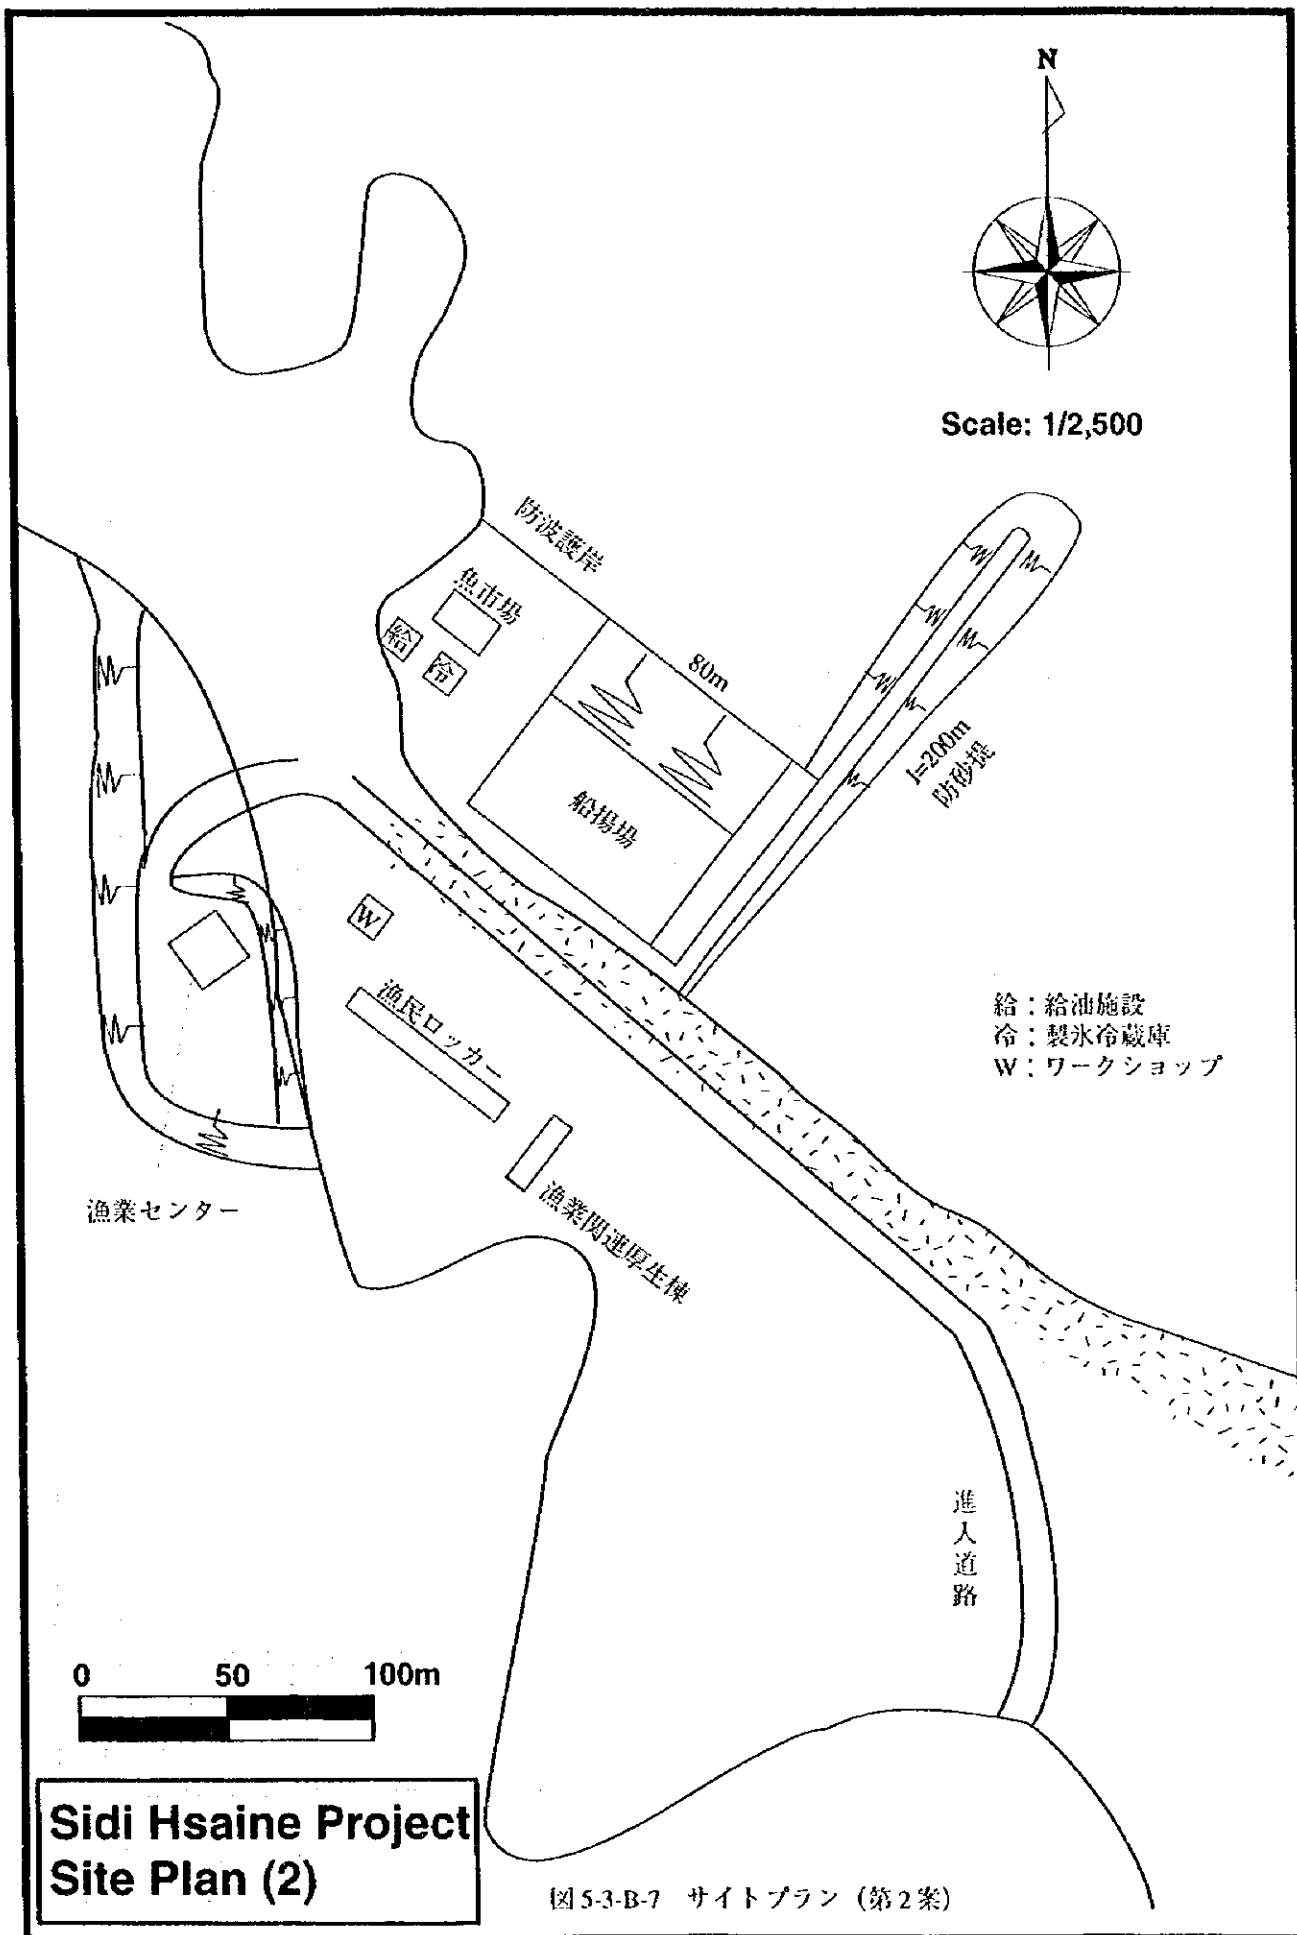 N
Scale: 1/2,500
防波護岸
魚市場
給
冷
80m
船揚場
l=200m
防砂提
W
漁民ロッカー
給：給油施設
冷：製氷冷蔵庫
W：ワークショップ
漁業センター
漁業関連厚生棟
進入道路
0 50 100m
Sidi Hsaine Project
Site Plan (2)
図5-3-B-7 サイトプラン（第2案）